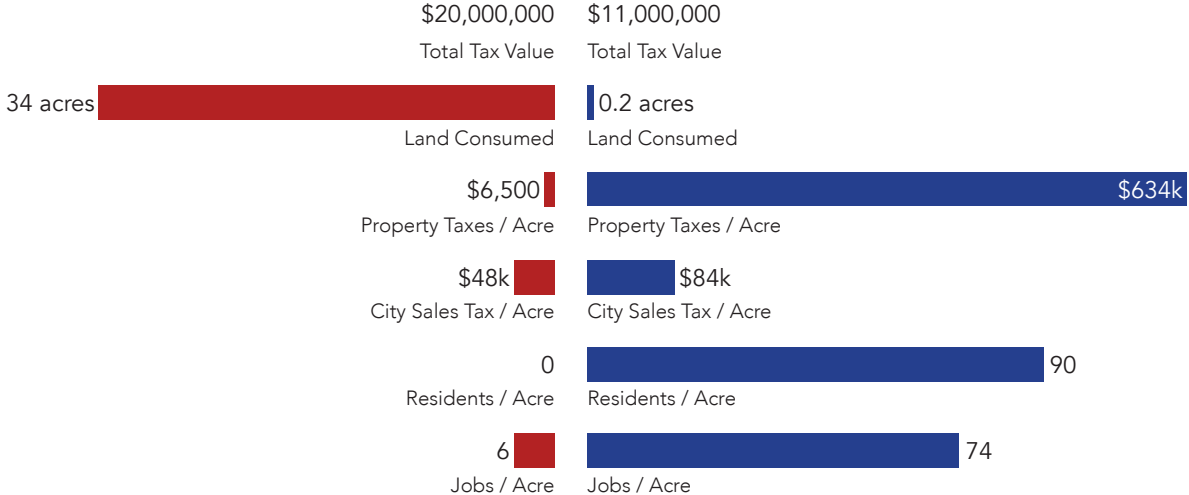 $20,000,000 $11,000,000
Total Tax Value Total Tax Value
34 acres 0.2 acres
Land Consumed Land Consumed
$6,500 $634k
Property Taxes / Acre Property Taxes / Acre
$48k $84k
City Sales Tax / Acre City Sales Tax / Acre
0 90
Residents / Acre Residents / Acre
6 74
Jobs / Acre Jobs / Acre